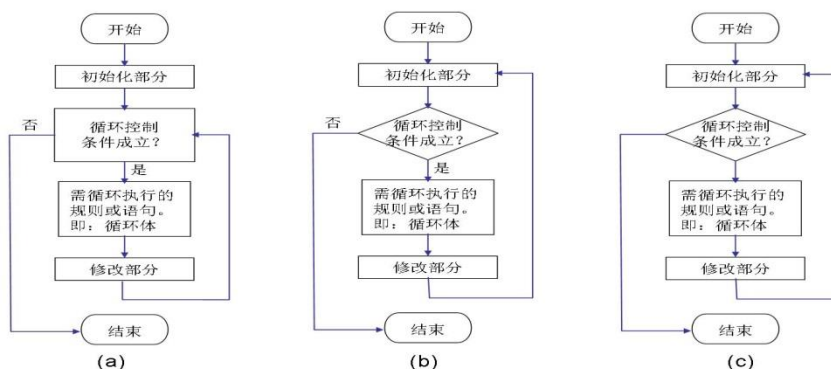 开始
初始化部分
循环控制
条件成立？
否
是
需循环执行的
规则或语句。
即：循环体
修改部分
结束
(a)
开始
初始化部分
循环控制
条件成立？
否
是
需循环执行的
规则或语句。
即：循环体
修改部分
结束
(b)
开始
初始化部分
循环控制
条件成立？
需循环执行的
规则或语句。
即：循环体
修改部分
结束
(c)